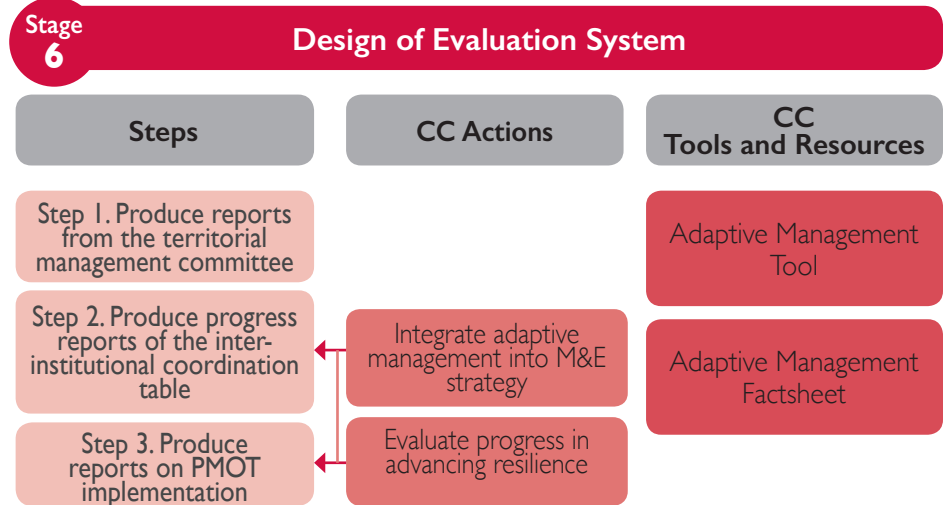 Stage
6
Design of Evaluation System
Steps
CC Actions
CC
Tools and Resources
Step 1. Produce reports
from the territorial
management committee
Step 2. Produce progress
reports of the inter-
institutional coordination
table
Step 3. Produce
reports on PMOT
implementation
Integrate adaptive
management into M&E
strategy
Evaluate progress in
advancing resilience
Adaptive Management
Tool
Adaptive Management
Factsheet